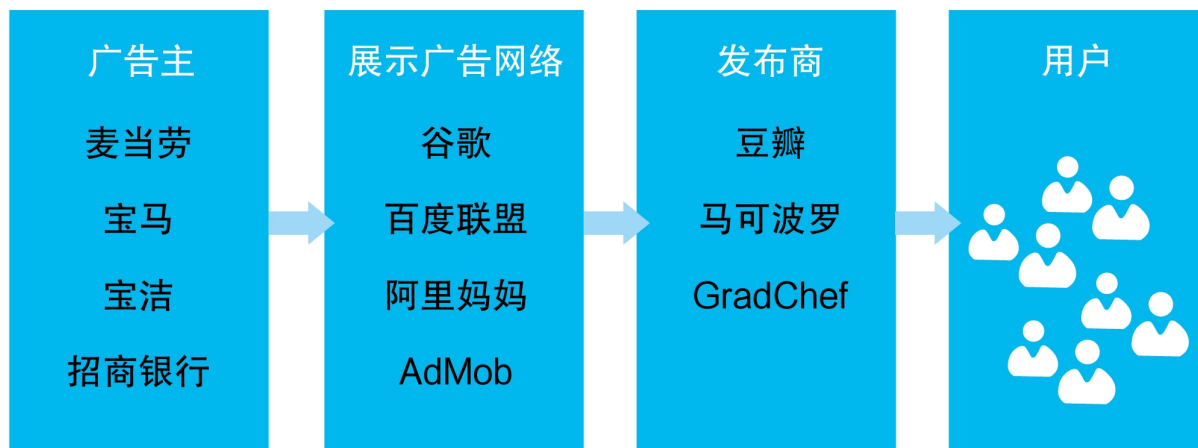 广告主
麦当劳
宝马
宝洁
招商银行
展示广告网络
谷歌
百度联盟
阿里妈妈
AdMob
发布商
豆瓣
马可波罗
GradChef
用户